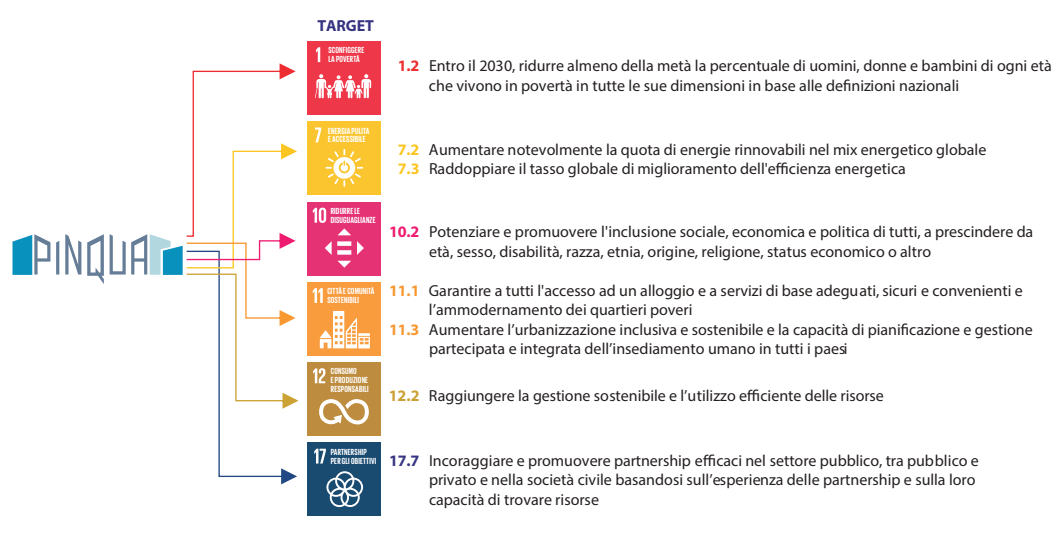 TARGET
1 SCONFIGGERE
LA POVERTÀ
1.2 Entro il 2030, ridurre almeno della metà la percentuale di uomini, donne e bambini di ogni età
che vivono in povertà in tutte le sue dimensioni in base alle definizioni nazionali
7 ENERGIA PULITA
E ACCESSIBILE
7.2 Aumentare notevolmente la quota di energie rinnovabili nel mix energetico globale
7.3 Raddoppiare il tasso globale di miglioramento dell'efficienza energetica
PINQUA
10 RIDURRE LE
DISUGUAGLIANZE
10.2 Potenziare e promuovere l'inclusione sociale, economica e politica di tutti, a prescindere da
età, sesso, disabilità, razza, etnia, origine, religione, status economico o altro
11 CITTÀ E COMUNITÀ
SOSTENIBILI
11.1 Garantire a tutti l'accesso ad un alloggio e a servizi di base adeguati, sicuri e convenienti e
l’ammodernamento dei quartieri poveri
11.3 Aumentare l’urbanizzazione inclusiva e sostenibile e la capacità di pianificazione e gestione
partecipata e integrata dell’insediamento umano in tutti i paesi
12 CONSUMO
E PRODUZIONE
RESPONSABILI
12.2 Raggiungere la gestione sostenibile e l’utilizzo efficiente delle risorse
17 PARTNERSHIP
PER GLI OBIETTIVI
17.7 Incoraggiare e promuovere partnership efficaci nel settore pubblico, tra pubblico e
privato e nella società civile basandosi sull’esperienza delle partnership e sulla loro
capacità di trovare risorse